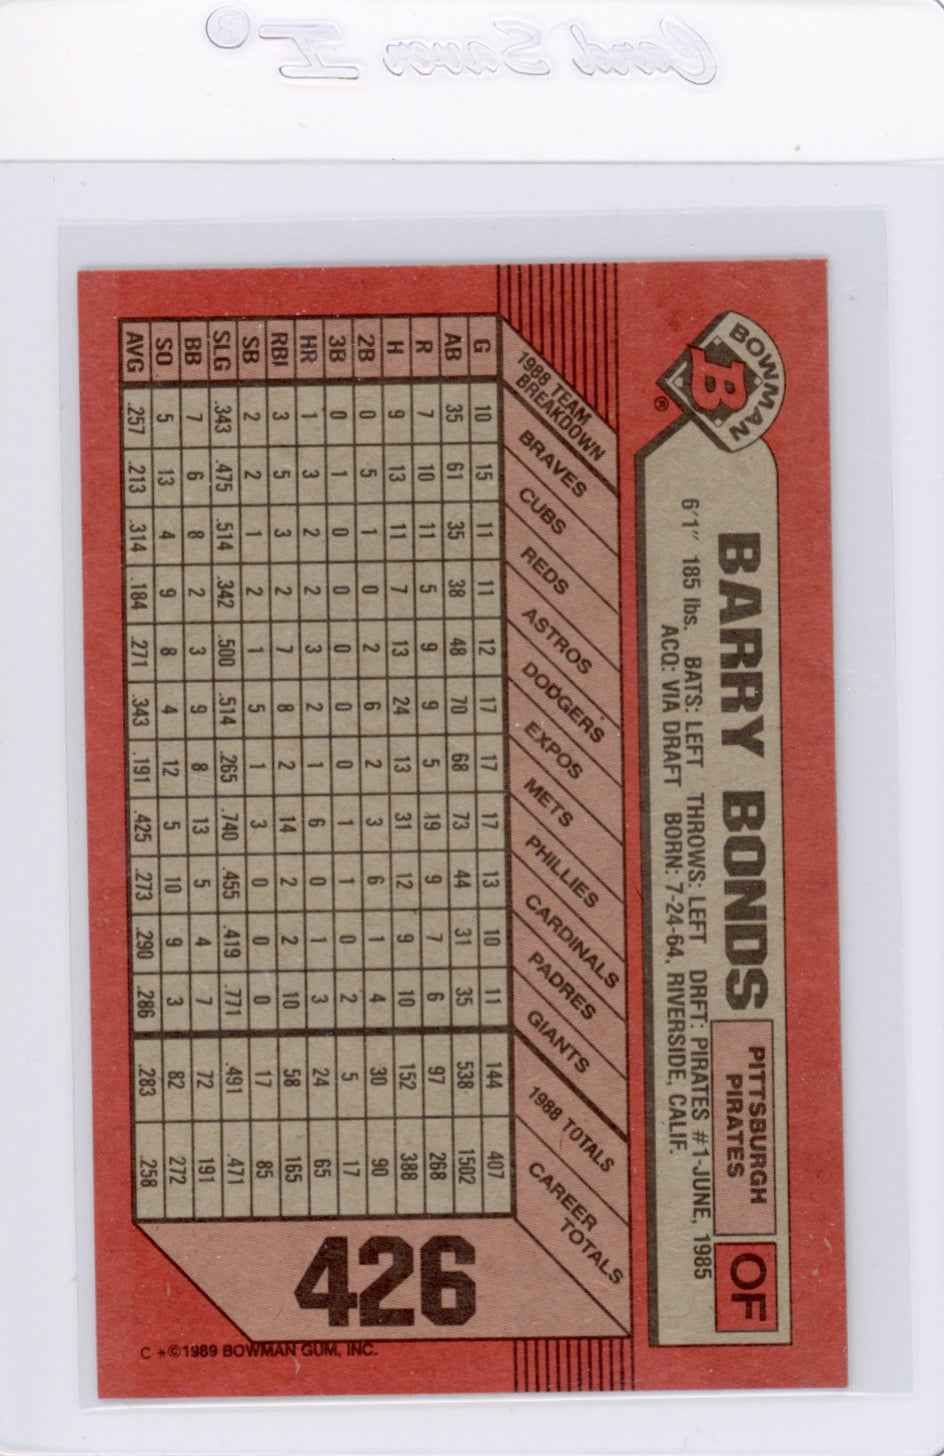 Card Saver I®
BOWMAN
B
®
BARRY BONDS
PITTSBURGH
PIRATES
OF
6'1" 185 lbs. BATS: LEFT THROWS: LEFT DRFT: PIRATES #1-JUNE, 1985
ACQ: VIA DRAFT BORN: 7-24-64, RIVERSIDE, CALIF.
1988 TEAM
BREAKDOWN
BRAVES
CUBS
REDS
ASTROS
DODGERS
EXPOS
METS
PHILLIES
CARDINALS
PADRES
GIANTS
1988 TOTALS
CAREER
TOTALS
G 10 15 11 11 12 17 17 17 13 10 11 144 407
AB 35 61 35 38 48 70 68 73 44 31 35 538 1502
R 7 10 11 5 9 9 5 19 9 7 6 97 268
H 9 13 11 7 13 24 13 31 12 9 10 152 388
2B 0 5 1 0 2 6 2 3 6 1 4 30 90
3B 0 1 0 0 0 0 0 1 1 0 2 5 17
HR 1 3 2 2 3 2 1 6 0 1 3 24 65
RBI 3 5 3 2 7 8 2 14 2 2 10 58 165
SB 2 2 1 2 1 5 1 3 0 0 0 17 85
SLG .343 .475 .514 .342 .500 .514 .265 .740 .455 .419 .771 .491 .471
BB 7 6 8 2 3 9 8 13 5 4 7 72 191
SO 5 13 4 9 8 4 12 5 10 9 3 82 272
AVG .257 .213 .314 .184 .271 .343 .191 .425 .273 .290 .286 .283 .258
426
C *©1989 BOWMAN GUM, INC.